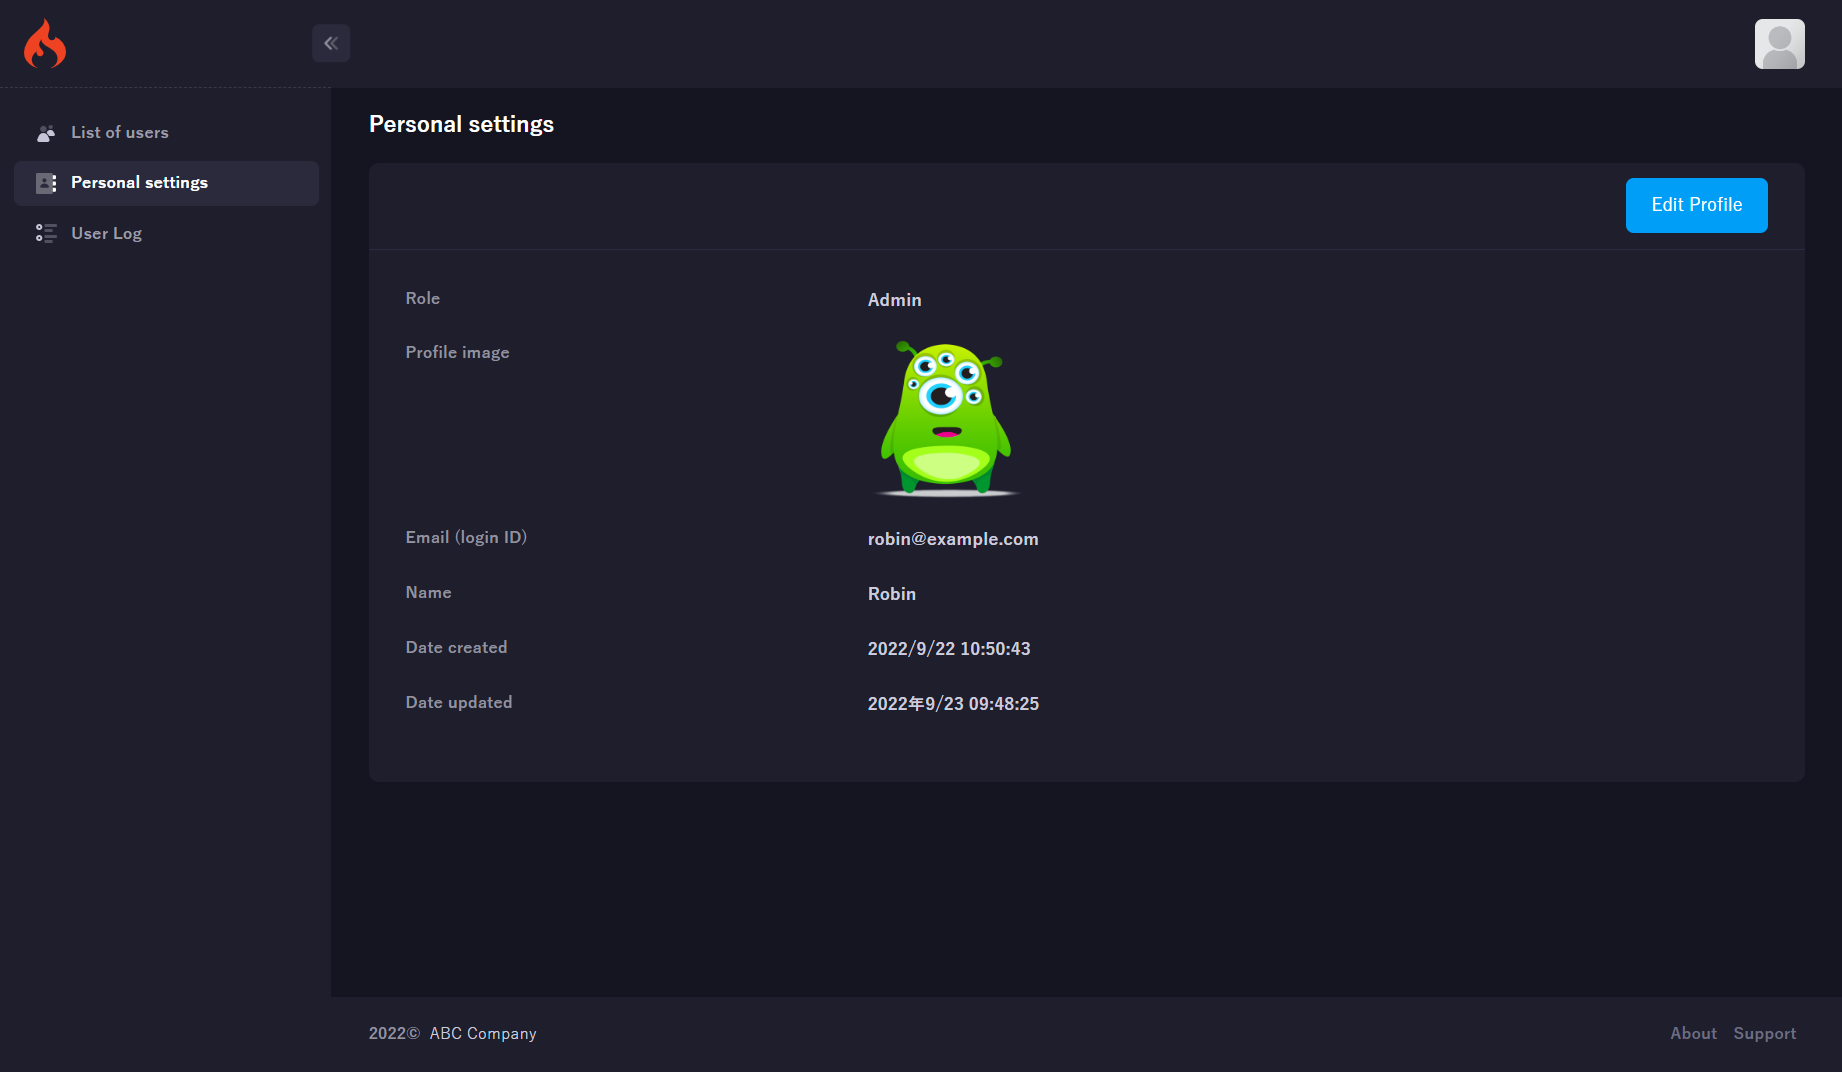 List of users
Personal settings
User Log
Personal settings
Edit Profile
Role
Admin
Profile image
Email (login ID)
robin@example.com
Name
Robin
Date created
2022/9/22 10:50:43
Date updated
2022年9/23 09:48:25
2022© ABC Company
About Support